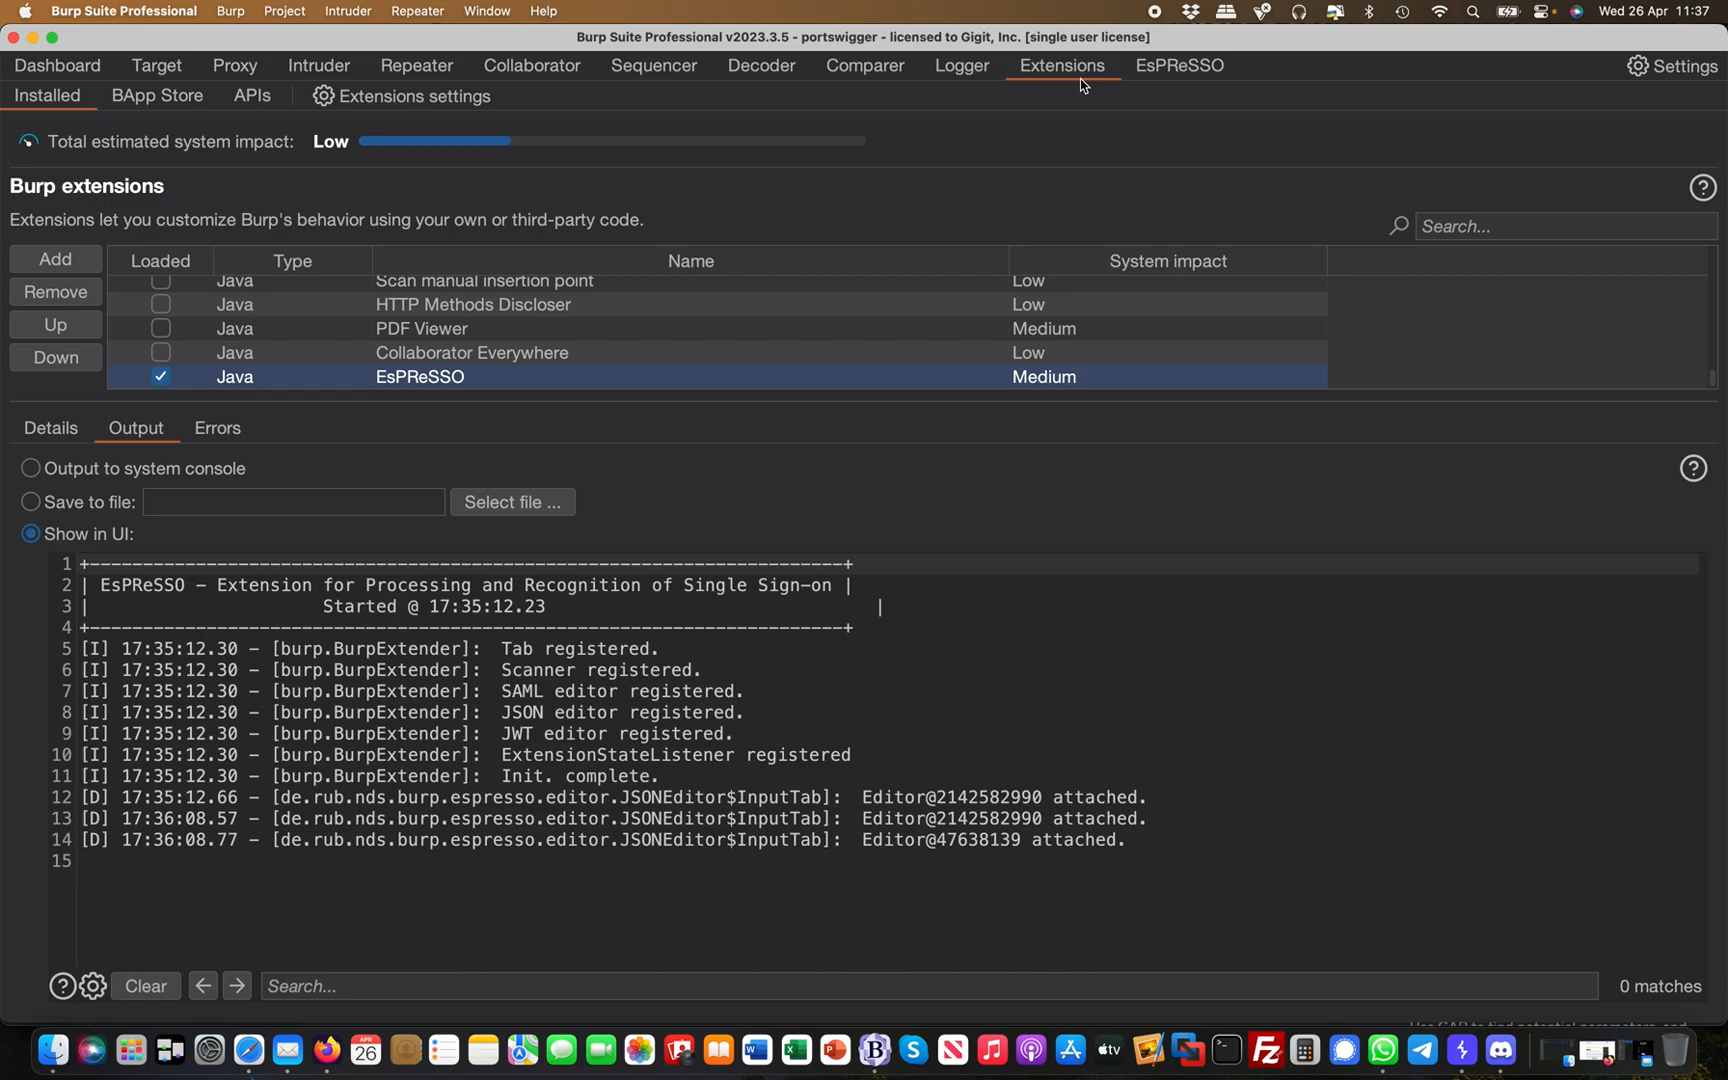 Burp Suite Professional Burp Project Intruder Repeater Window Help Wed 26 Apr 11:37
Burp Suite Professional v2023.3.5 - portswigger - licensed to Gigit, Inc. [single user license]
Dashboard Target Proxy Intruder Repeater Collaborator Sequencer Decoder Comparer Logger Extensions EsPReSSO Settings
Installed BApp Store APIs Extensions settings
Total estimated system impact: Low
Burp extensions
Extensions let you customize Burp's behavior using your own or third-party code.
Search...
Add Loaded Type Name System impact
Java Scan manual insertion point Low
Remove Java HTTP Methods Discloser Low
Up Java PDF Viewer Medium
Down Java Collaborator Everywhere Low
Java EsPReSSO Medium
Details Output Errors
Output to system console
Save to file: Select file ...
Show in UI:
1 +-----------------------------------------------------------------------+
2 | EsPReSSO - Extension for Processing and Recognition of Single Sign-on |
3 | Started @ 17:35:12.23 |
4 +-----------------------------------------------------------------------+
5 [I] 17:35:12.30 - [burp.BurpExtender]: Tab registered.
6 [I] 17:35:12.30 - [burp.BurpExtender]: Scanner registered.
7 [I] 17:35:12.30 - [burp.BurpExtender]: SAML editor registered.
8 [I] 17:35:12.30 - [burp.BurpExtender]: JSON editor registered.
9 [I] 17:35:12.30 - [burp.BurpExtender]: JWT editor registered.
10 [I] 17:35:12.30 - [burp.BurpExtender]: ExtensionStateListener registered
11 [I] 17:35:12.30 - [burp.BurpExtender]: Init. complete.
12 [D] 17:35:12.66 - [de.rub.nds.burp.espresso.editor.JSONEditor$InputTab]: Editor@2142582990 attached.
13 [D] 17:36:08.57 - [de.rub.nds.burp.espresso.editor.JSONEditor$InputTab]: Editor@2142582990 attached.
14 [D] 17:36:08.77 - [de.rub.nds.burp.espresso.editor.JSONEditor$InputTab]: Editor@47638139 attached.
15
Clear Search... 0 matches
APR 26 tv